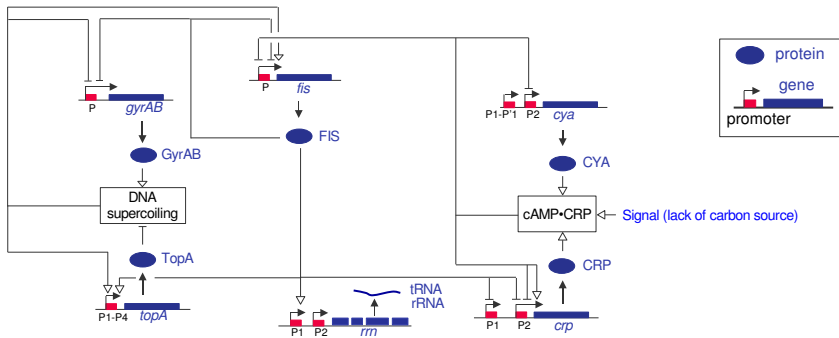 P
gyrAB
GyrAB
DNA
supercoiling
TopA
P1-P4
topA
P
fis
FIS
tRNA
rRNA
P1
P2
rrn
P1-P'1
P2
cya
CYA
cAMP•CRP
Signal (lack of carbon source)
CRP
P1
P2
crp
protein
gene
promoter